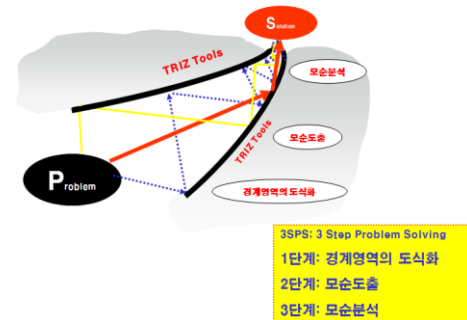 Solution
TRIZ Tools
모순분석
TRIZ Tools
모순도출
Problem
경계영역의도식화
3SPS: 3 Step Problem Solving
1단계: 경계영역의 도식화
2단계: 모순도출
3단계: 모순분석